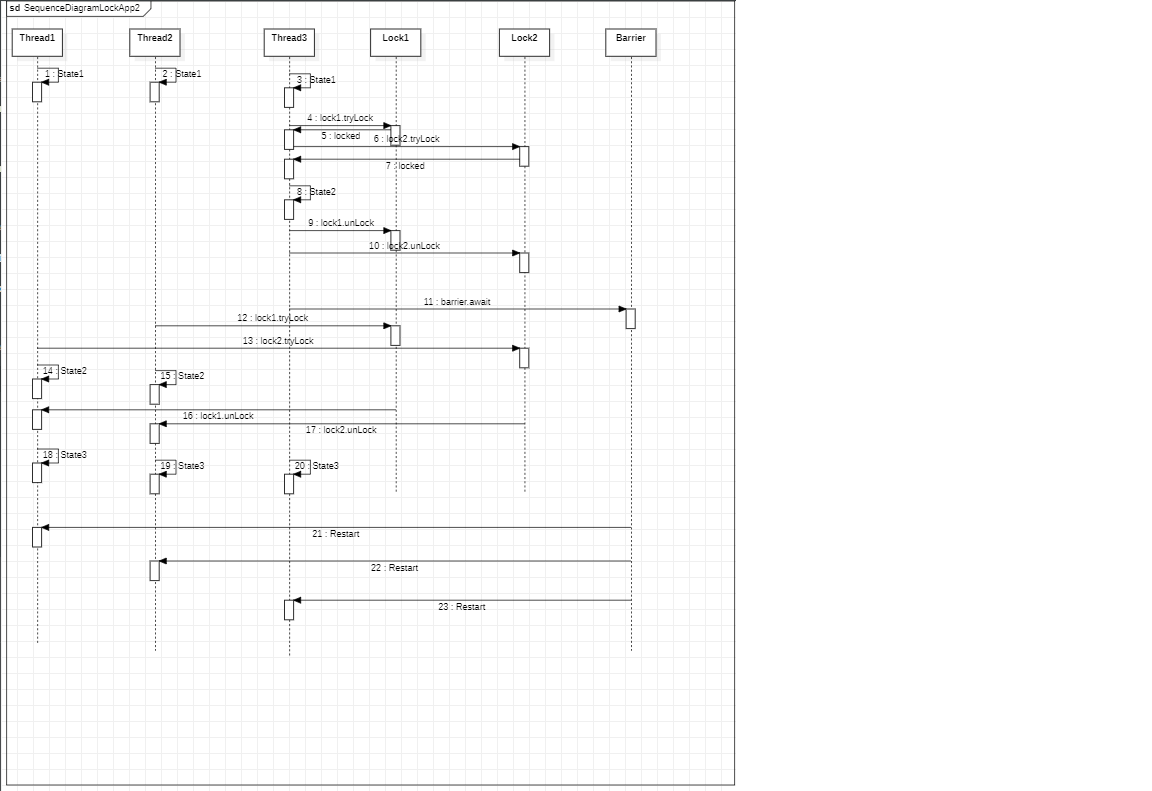 sd SequenceDiagramLockApp2
Thread1
Thread2
Thread3
Lock1
Lock2
Barrier
1 : State1
2 : State1
3 : State1
4 : lock1.tryLock
5 : locked
6 : lock2.tryLock
7 : locked
8 : State2
9 : lock1.unLock
10 : lock2.unLock
11 : barrier.await
12 : lock1.tryLock
13 : lock2.tryLock
14 : State2
15 : State2
16 : lock1.unLock
17 : lock2.unLock
18 : State3
19 : State3
20 : State3
21 : Restart
22 : Restart
23 : Restart